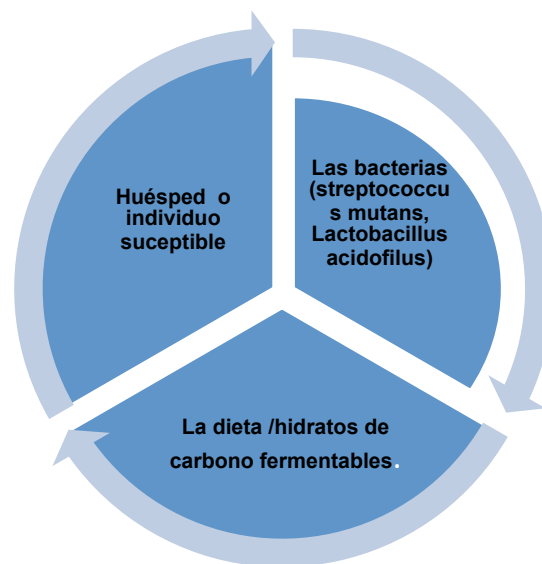 Huésped o
individuo
suceptible
Las bacterias
(streptococcu
s mutans,
Lactobacillus
acidofilus)
La dieta /hidratos de
carbono fermentables.